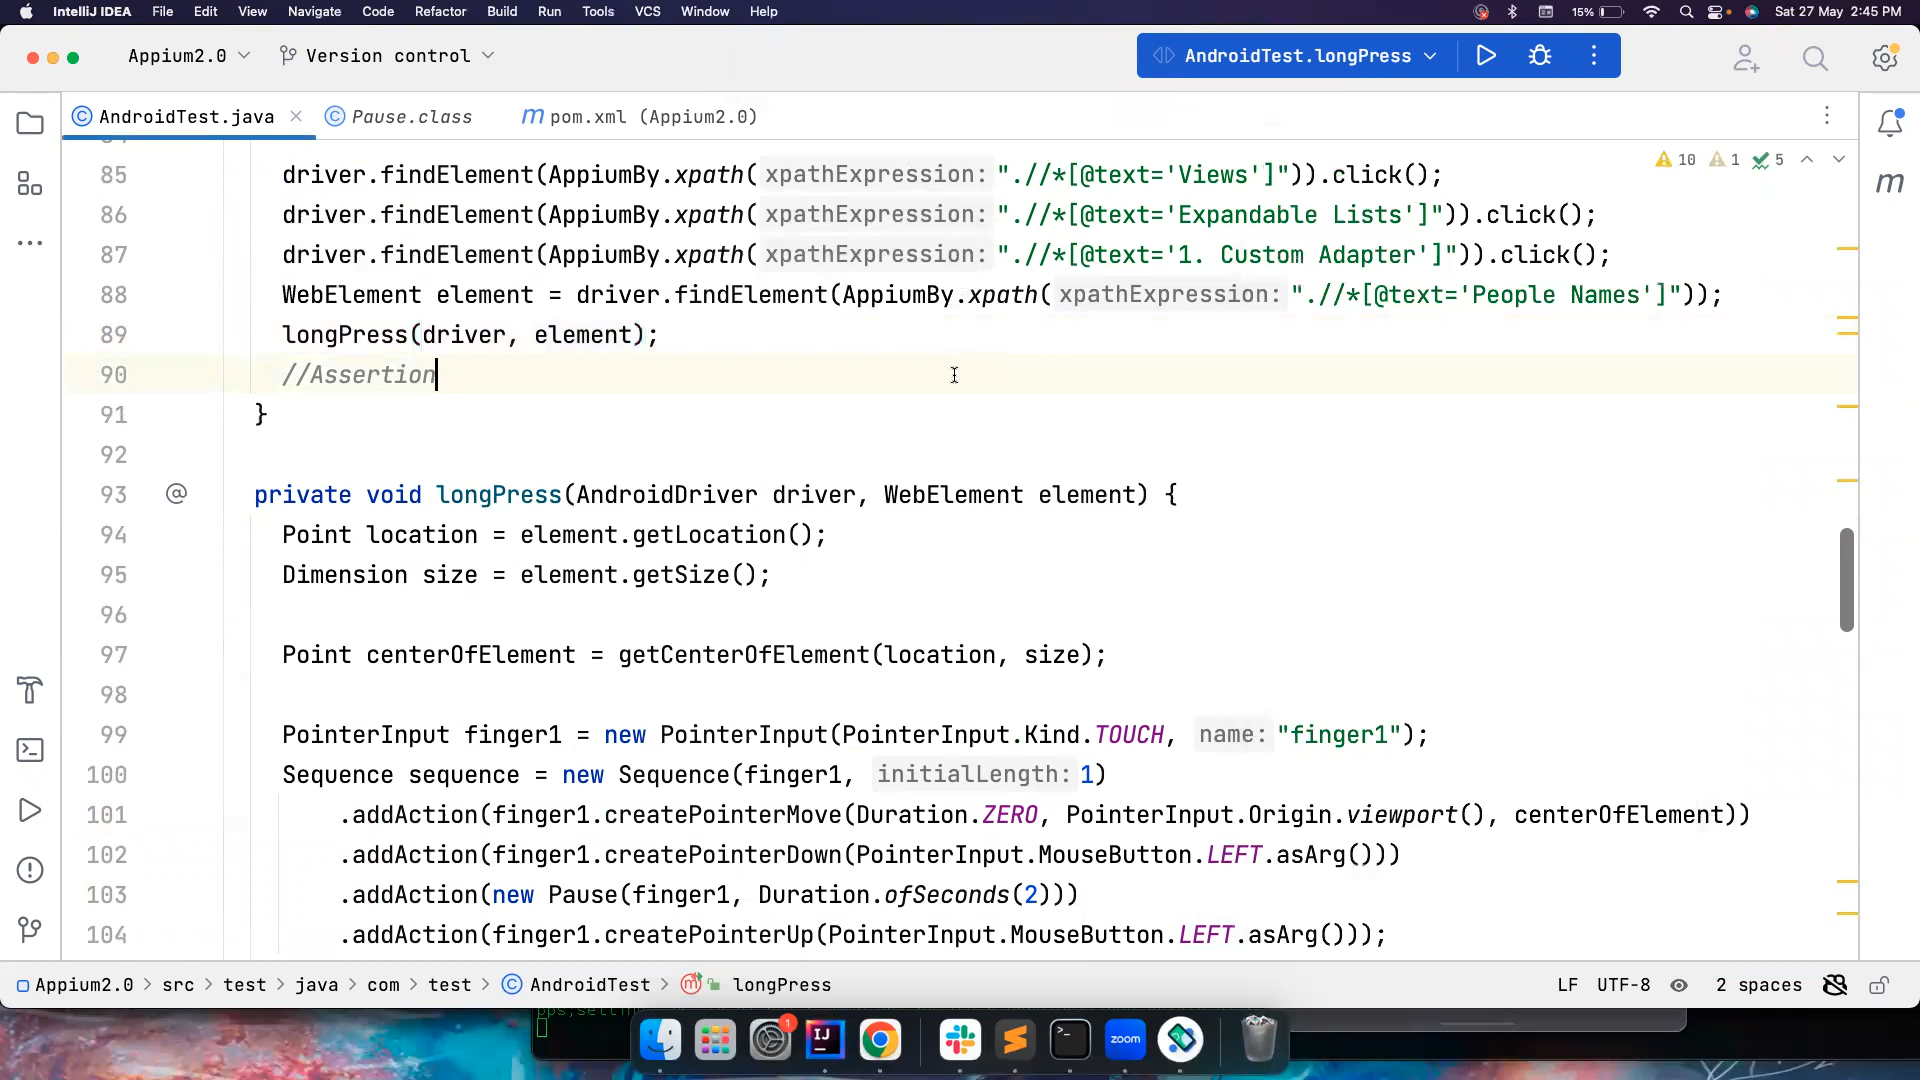 IntelliJ IDEA File Edit View Navigate Code Refactor Build Run Tools VCS Window Help 15% Sat 27 May 2:45 PM
Appium2.0 Version control AndroidTest.longPress
AndroidTest.java Pause.class m pom.xml (Appium2.0)
10 1 5
85 driver.findElement(AppiumBy.xpath( xpathExpression: ".//*[@text='Views']")).click();
86 driver.findElement(AppiumBy.xpath( xpathExpression: ".//*[@text='Expandable Lists']")).click();
87 driver.findElement(AppiumBy.xpath( xpathExpression: ".//*[@text='1. Custom Adapter']")).click();
88 WebElement element = driver.findElement(AppiumBy.xpath( xpathExpression: ".//*[@text='People Names']"));
89 longPress(driver, element);
90 //Assertion
91 }
92
93 @ private void longPress(AndroidDriver driver, WebElement element) {
94 Point location = element.getLocation();
95 Dimension size = element.getSize();
96
97 Point centerOfElement = getCenterOfElement(location, size);
98
99 PointerInput finger1 = new PointerInput(PointerInput.Kind.TOUCH, name: "finger1");
100 Sequence sequence = new Sequence(finger1, initialLength: 1)
101 .addAction(finger1.createPointerMove(Duration.ZERO, PointerInput.Origin.viewport(), centerOfElement))
102 .addAction(finger1.createPointerDown(PointerInput.MouseButton.LEFT.asArg()))
103 .addAction(new Pause(finger1, Duration.ofSeconds(2)))
104 .addAction(finger1.createPointerUp(PointerInput.MouseButton.LEFT.asArg()));
Appium2.0 > src > test > java > com > test > AndroidTest > longPress LF UTF-8 2 spaces
1
IJ
zoom